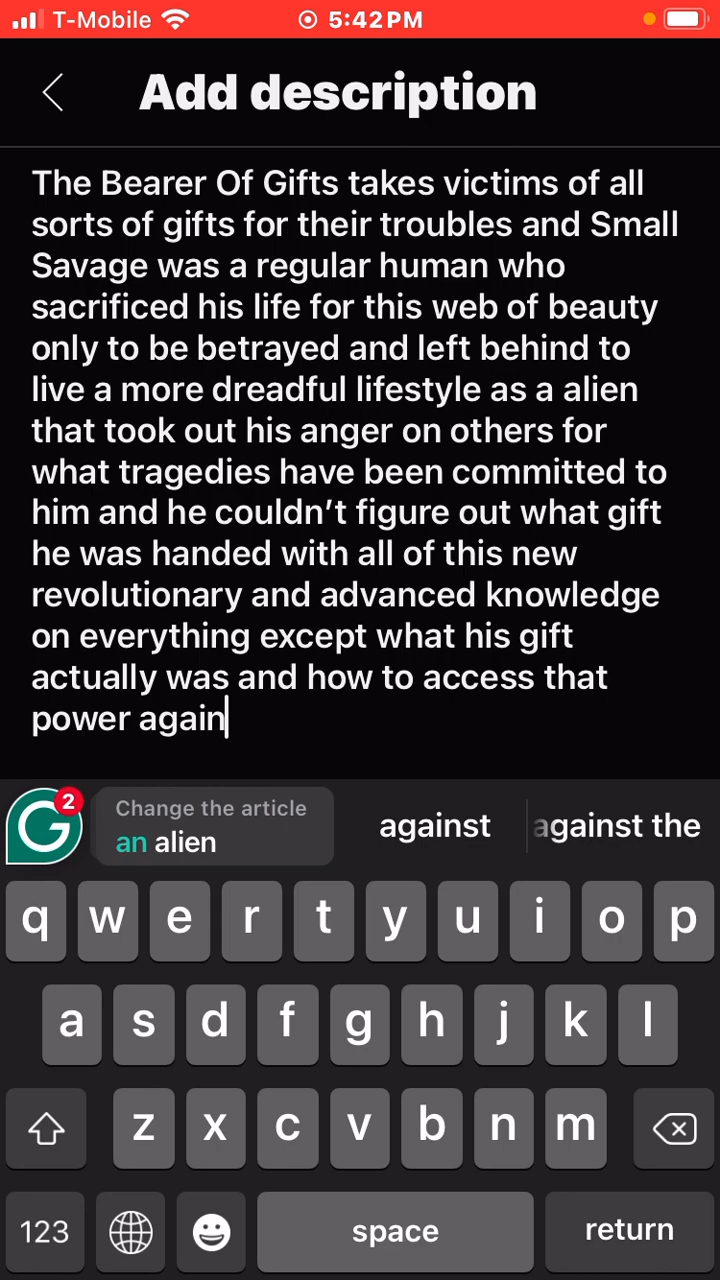 T-Mobile 5:42 PM
Add description
The Bearer Of Gifts takes victims of all
sorts of gifts for their troubles and Small
Savage was a regular human who
sacrificed his life for this web of beauty
only to be betrayed and left behind to
live a more dreadful lifestyle as a alien
that took out his anger on others for
what tragedies have been committed to
him and he couldn’t figure out what gift
he was handed with all of this new
revolutionary and advanced knowledge
on everything except what his gift
actually was and how to access that
power again
2
Change the article
an alien
against
against the
q w e r t y u i o p
a s d f g h j k l
z x c v b n m
123 space return